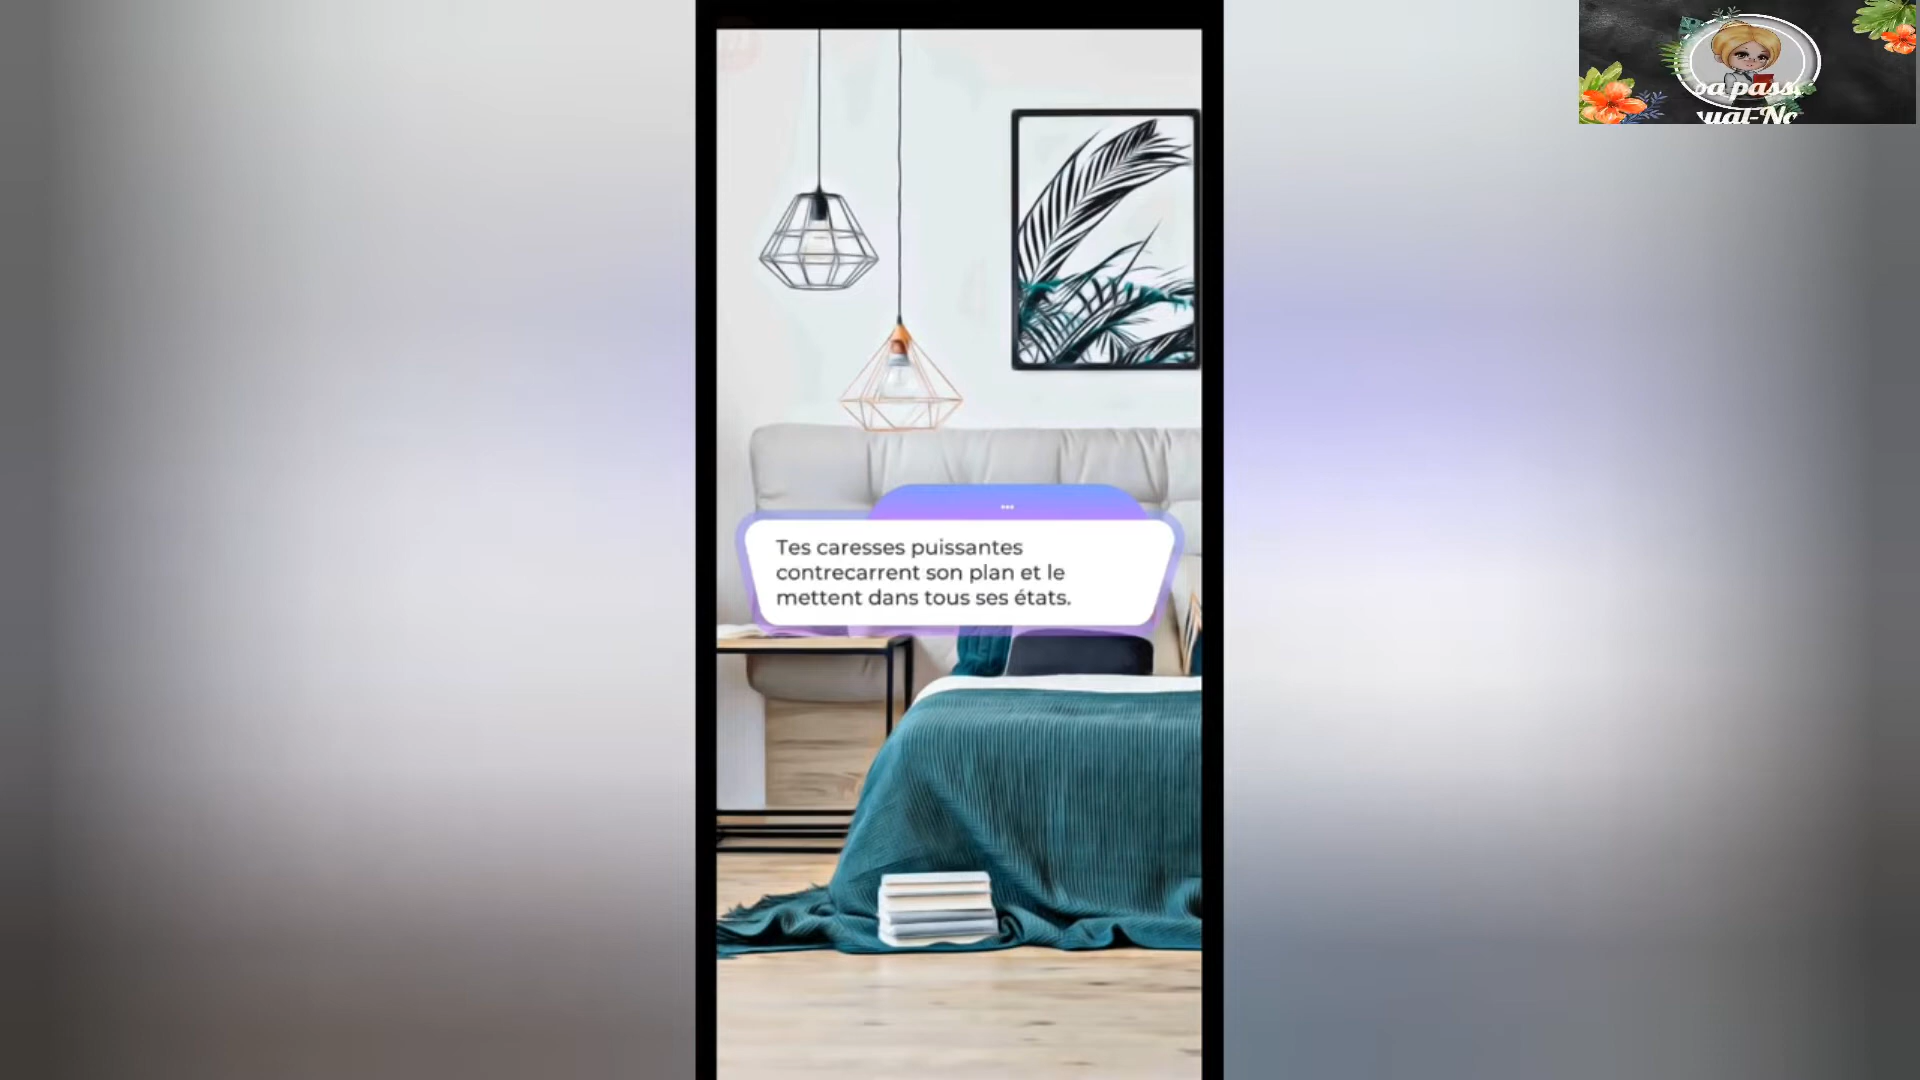 ...
Tes caresses puissantes
contrecarrent son plan et le
mettent dans tous ses états.